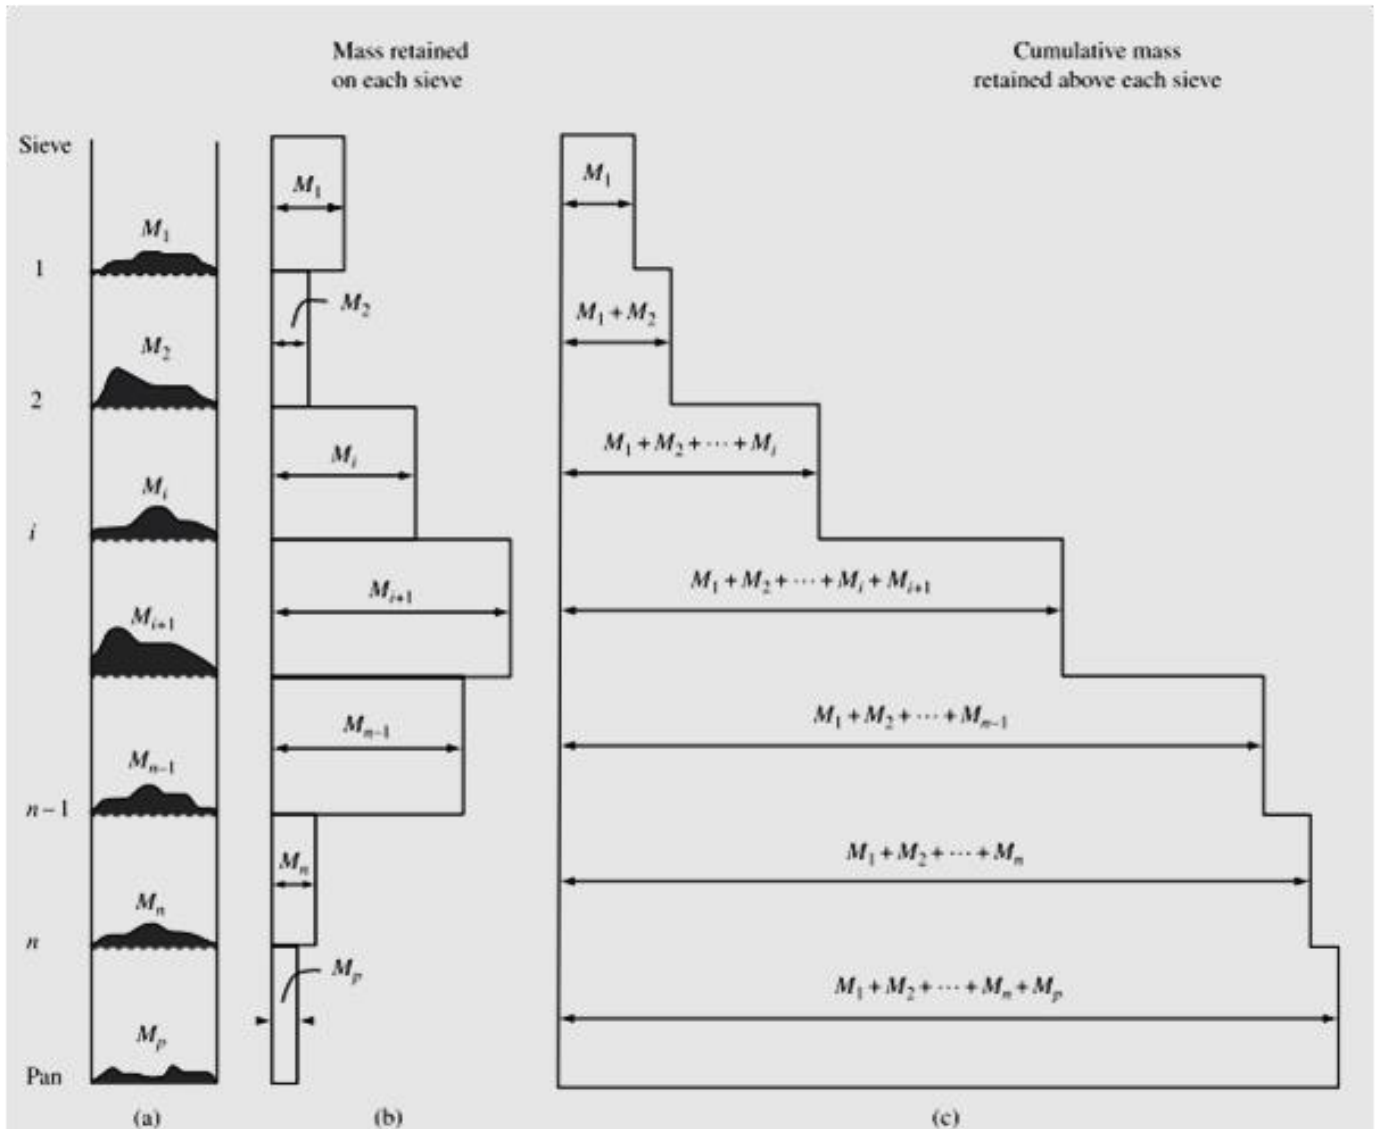 Mass retained
on each sieve
Cumulative mass
retained above each sieve
Sieve
M₁
1
M₂
2
Mᵢ
i
Mᵢ₊₁
Mₙ₋₁
n – 1
Mₙ
n
Mₚ
Pan
(a)
M₁
M₂
Mᵢ
Mᵢ₊₁
Mₙ₋₁
Mₙ
Mₚ
(b)
M₁
M₁ + M₂
M₁ + M₂ + ⋯ + Mᵢ
M₁ + M₂ + ⋯ + Mᵢ + Mᵢ₊₁
M₁ + M₂ + ⋯ + Mₙ₋₁
M₁ + M₂ + ⋯ + Mₙ
M₁ + M₂ + ⋯ + Mₙ + Mₚ
(c)